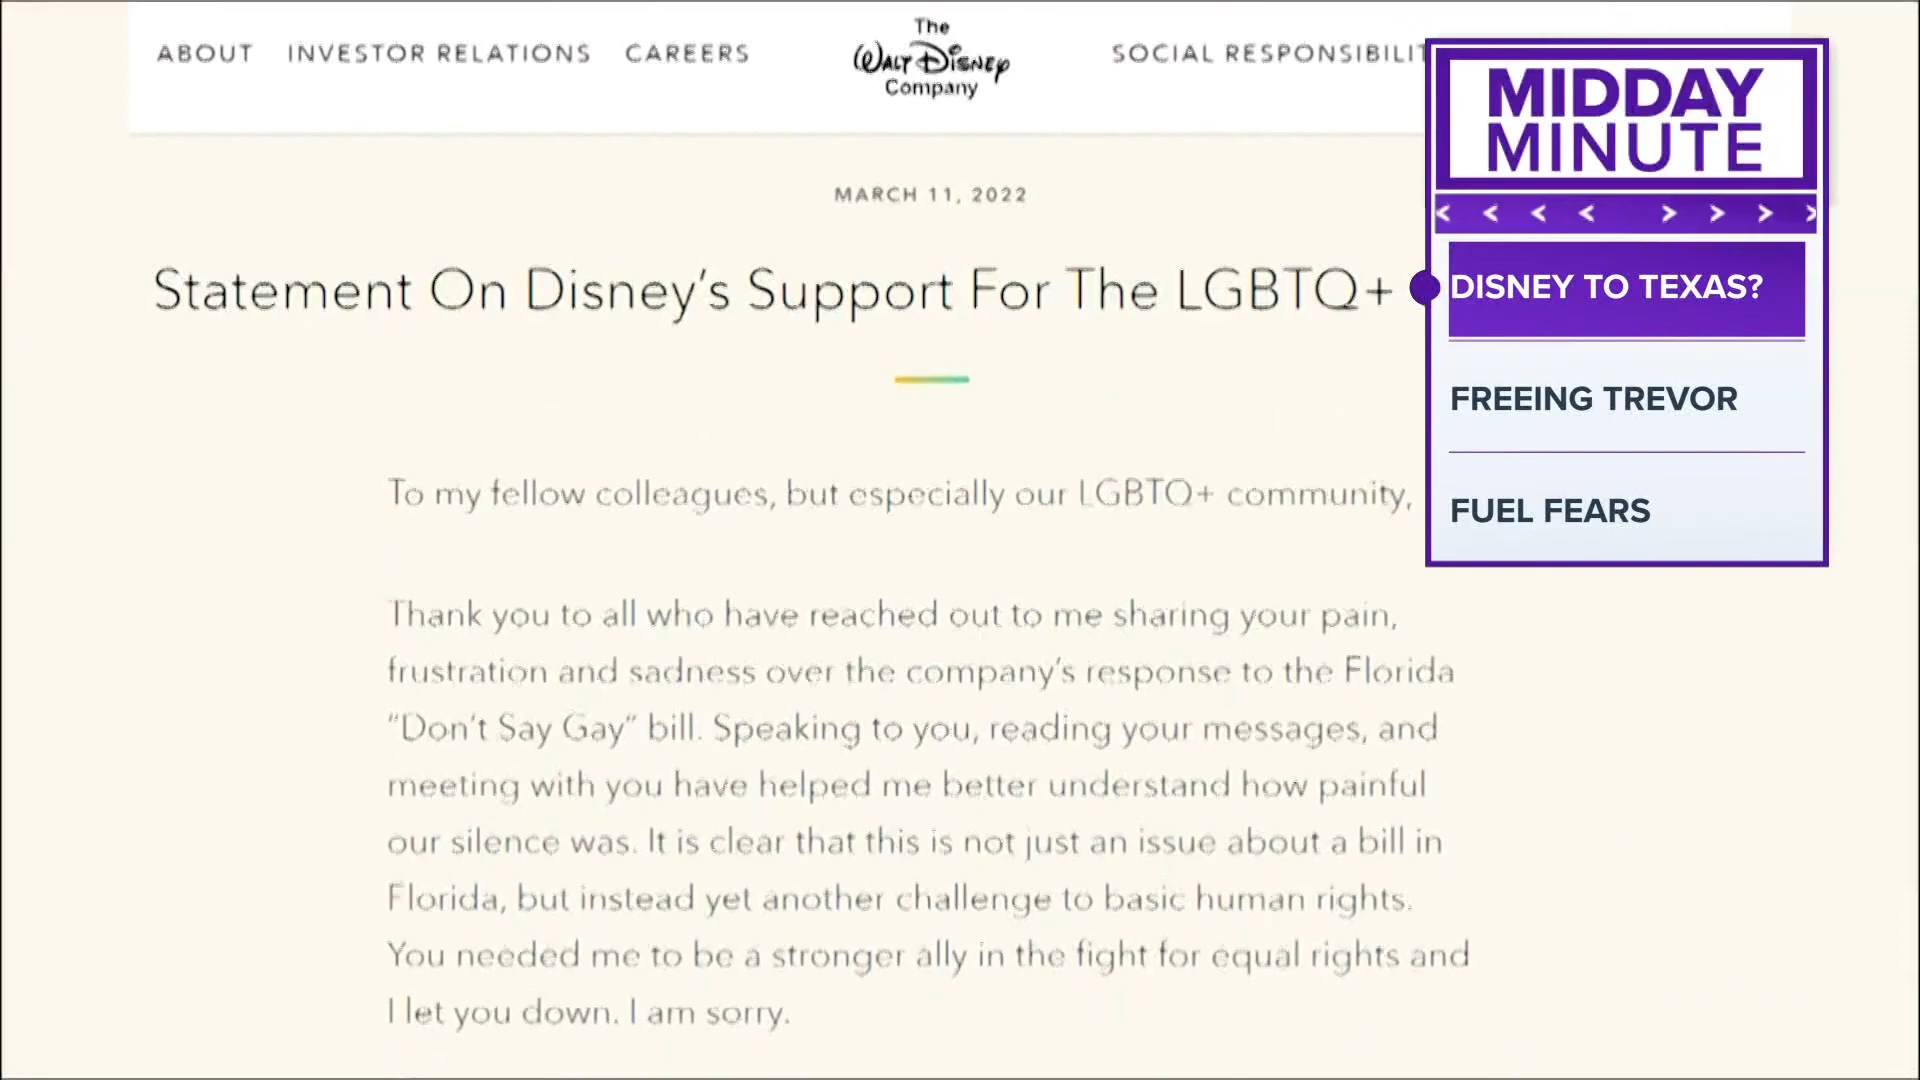 ABOUT INVESTOR RELATIONS CAREERS
The
Walt Disney
Company
SOCIAL RESPONSIBILIT
MARCH 11, 2022
Statement On Disney's Support For The LGBTQ+
To my fellow colleagues, but especially our LGBTQ+ community,
Thank you to all who have reached out to me sharing your pain,
frustration and sadness over the company's response to the Florida
"Don't Say Gay" bill. Speaking to you, reading your messages, and
meeting with you have helped me better understand how painful
our silence was. It is clear that this is not just an issue about a bill in
Florida, but instead yet another challenge to basic human rights.
You needed me to be a stronger ally in the fight for equal rights and
I let you down. I am sorry.
MIDDAY
MINUTE
DISNEY TO TEXAS?
FREEING TREVOR
FUEL FEARS